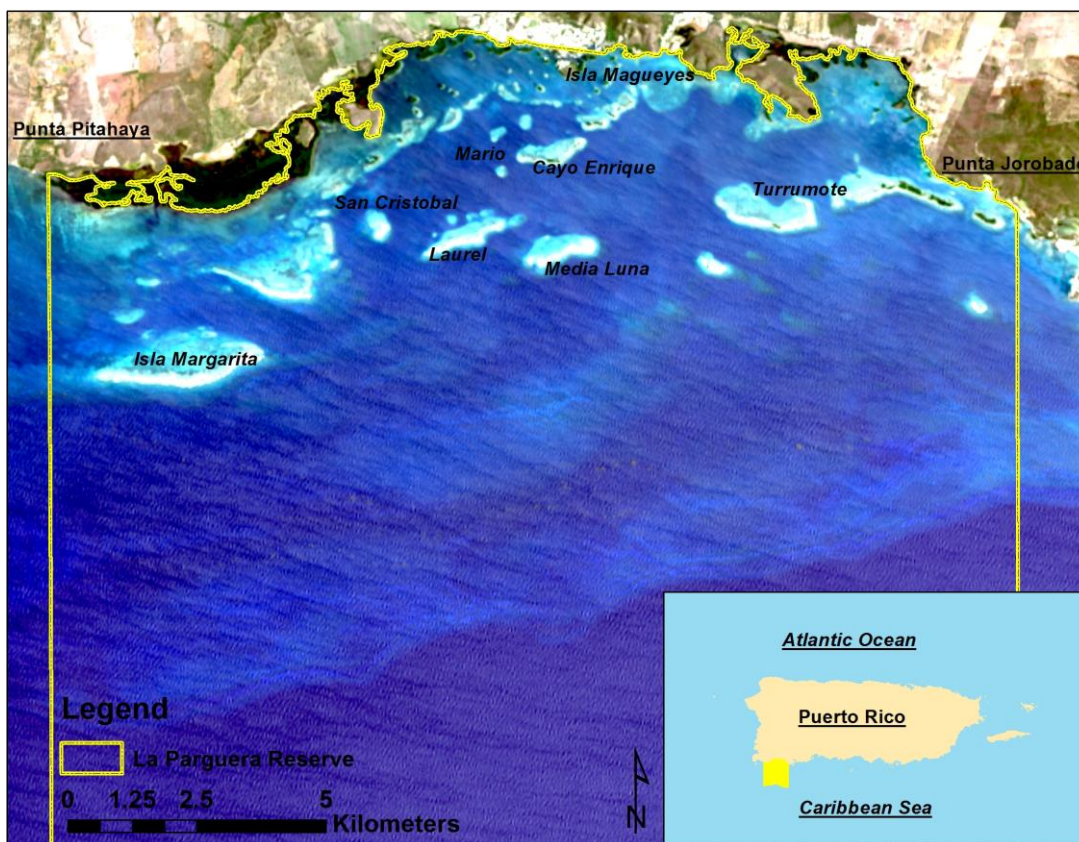 Isla Magueyes
Punta Pitahaya
Mario
Cayo Enrique
Punta Jorobado
Turrumote
San Cristobal
Laurel
Media Luna
Isla Margarita
Legend
La Parguera Reserve
0 1.25 2.5 5
Kilometers
N
Atlantic Ocean
Puerto Rico
Caribbean Sea